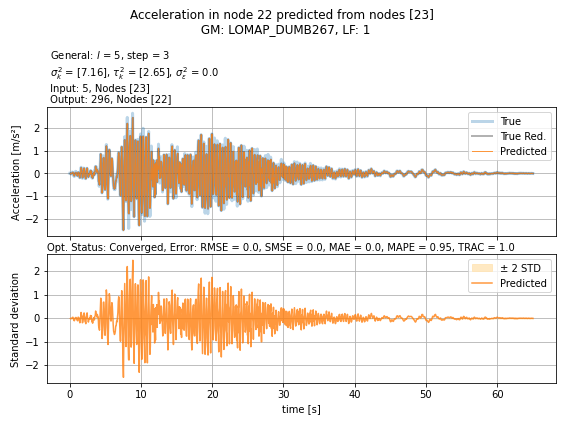 Acceleration in node 22 predicted from nodes [23]
GM: LOMAP_DUMB267, LF: 1
General: l = 5, step = 3
σ²ₖ = [7.16], τ²ₖ = [2.65], σ²ε = 0.0
Input: 5, Nodes [23]
Output: 296, Nodes [22]
Acceleration [m/s²]
2
1
0
−1
−2
True
True Red.
Predicted
Opt. Status: Converged, Error: RMSE = 0.0, SMSE = 0.0, MAE = 0.0, MAPE = 0.95, TRAC = 1.0
Standard deviation
2
1
0
−1
−2
± 2 STD
Predicted
0 10 20 30 40 50 60
time [s]